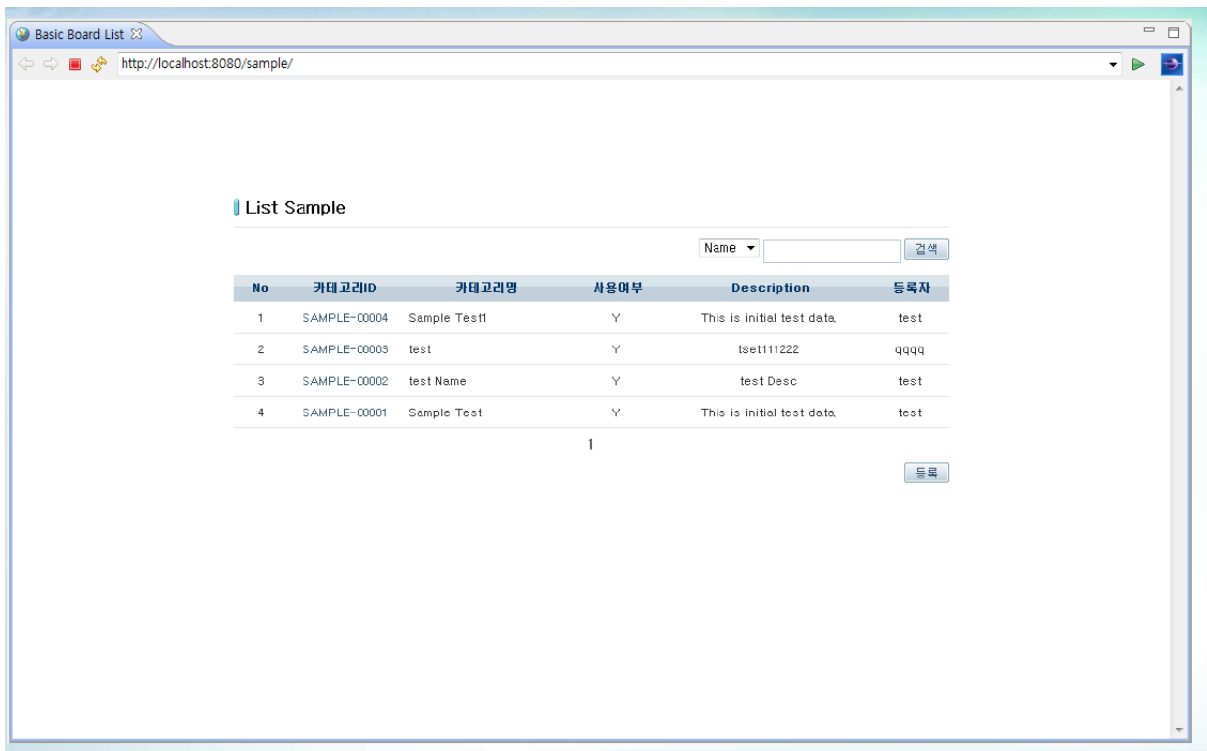 Basic Board List
http://localhost:8080/sample/
List Sample
Name 검색
No 카테고리ID 카테고리명 사용여부 Description 등록자
1 SAMPLE-00004 Sample Test1 Y This is initial test data. test
2 SAMPLE-00003 test Y tset111222 qqqq
3 SAMPLE-00002 test Name Y test Desc test
4 SAMPLE-00001 Sample Test Y This is initial test data. test
1
등록